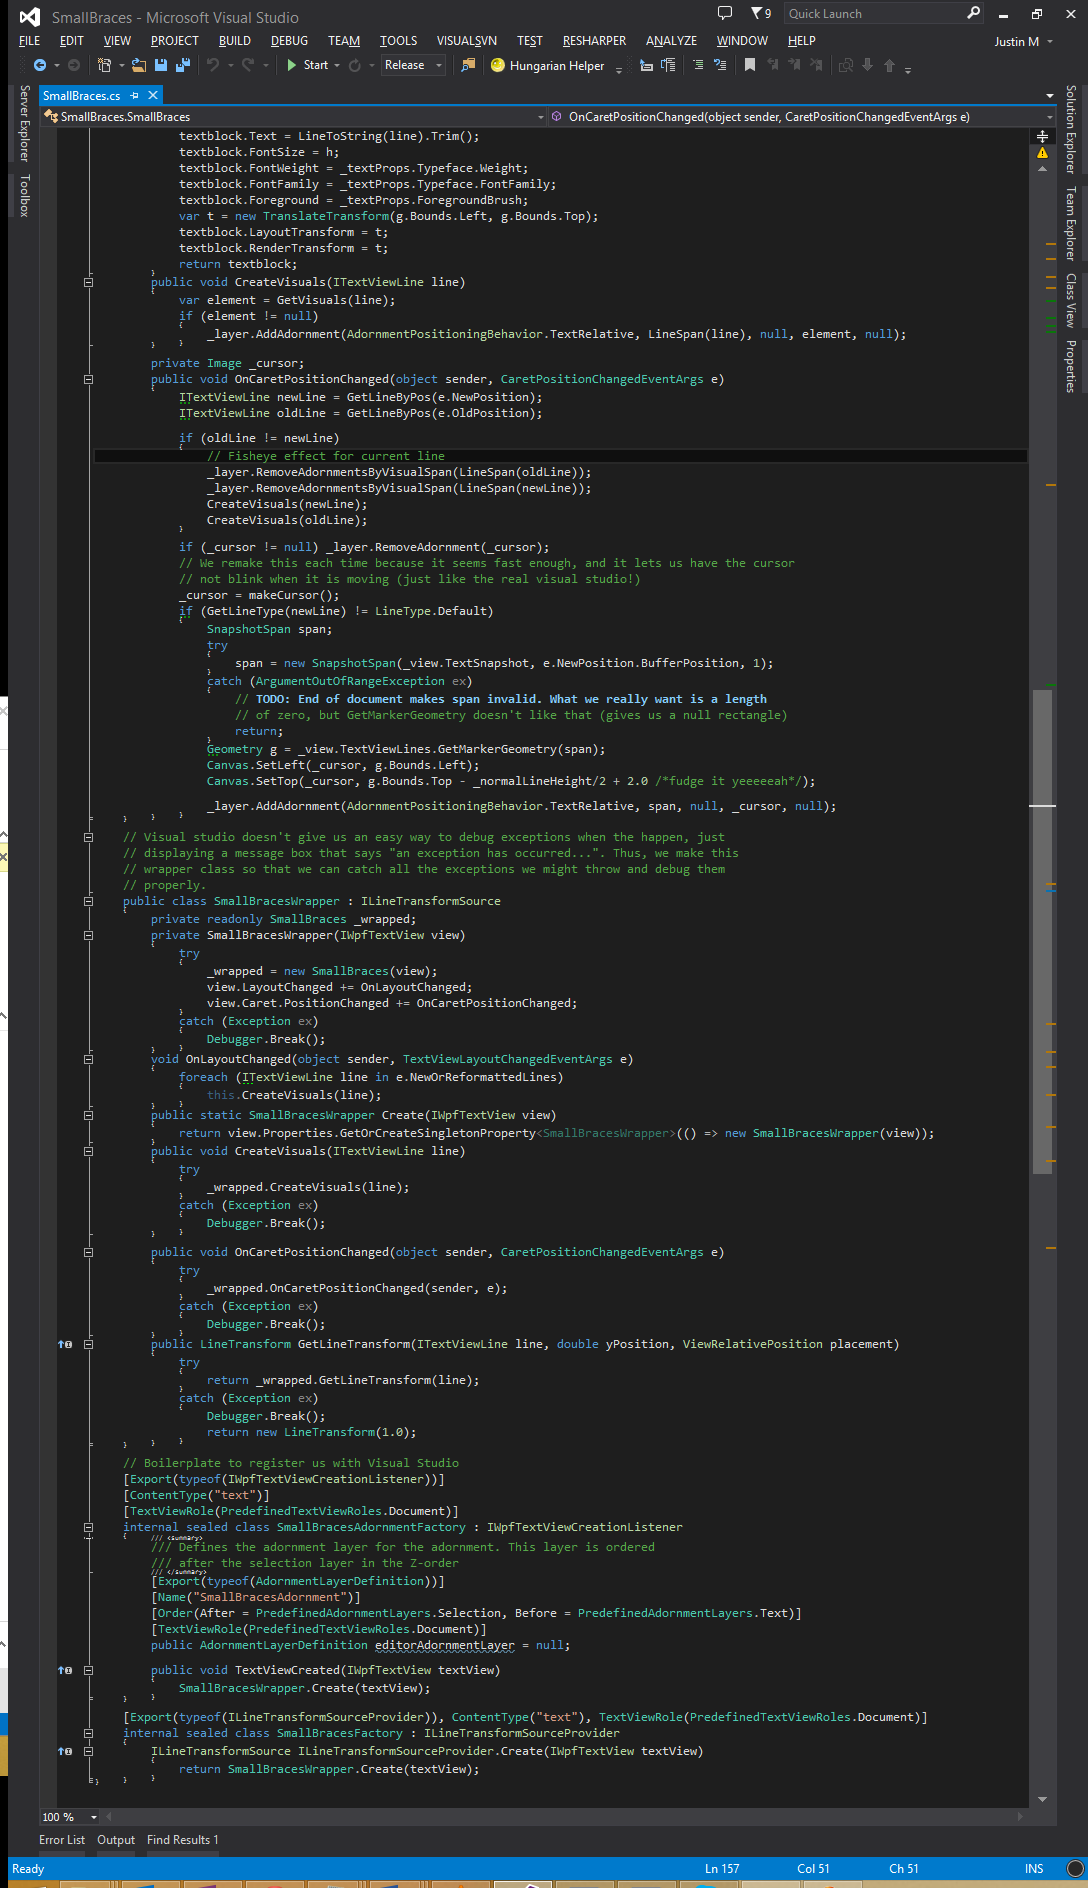 SmallBraces - Microsoft Visual Studio
9
Quick Launch
FILE EDIT VIEW PROJECT BUILD DEBUG TEAM TOOLS VISUALSVN TEST RESHARPER ANALYZE WINDOW HELP
Justin M
Start Release Hungarian Helper
Server Explorer
Toolbox
Solution Explorer
Team Explorer
Class View
Properties
SmallBraces.cs
SmallBraces.SmallBraces
OnCaretPositionChanged(object sender, CaretPositionChangedEventArgs e)
textblock.Text = LineToString(line).Trim();
textblock.FontSize = h;
textblock.FontWeight = _textProps.Typeface.Weight;
textblock.FontFamily = _textProps.Typeface.FontFamily;
textblock.Foreground = _textProps.ForegroundBrush;
var t = new TranslateTransform(g.Bounds.Left, g.Bounds.Top);
textblock.LayoutTransform = t;
textblock.RenderTransform = t;
return textblock;
}
public void CreateVisuals(ITextViewLine line)
{
var element = GetVisuals(line);
if (element != null)
{
_layer.AddAdornment(AdornmentPositioningBehavior.TextRelative, LineSpan(line), null, element, null);
} }
private Image _cursor;
public void OnCaretPositionChanged(object sender, CaretPositionChangedEventArgs e)
{
ITextViewLine newLine = GetLineByPos(e.NewPosition);
ITextViewLine oldLine = GetLineByPos(e.OldPosition);
if (oldLine != newLine)
{
// Fisheye effect for current line
_layer.RemoveAdornmentsByVisualSpan(LineSpan(oldLine));
_layer.RemoveAdornmentsByVisualSpan(LineSpan(newLine));
CreateVisuals(newLine);
CreateVisuals(oldLine);
}
if (_cursor != null) _layer.RemoveAdornment(_cursor);
// We remake this each time because it seems fast enough, and it lets us have the cursor
// not blink when it is moving (just like the real visual studio!)
_cursor = makeCursor();
if (GetLineType(newLine) != LineType.Default)
{
SnapshotSpan span;
try
{
span = new SnapshotSpan(_view.TextSnapshot, e.NewPosition.BufferPosition, 1);
}
catch (ArgumentOutOfRangeException ex)
{
// TODO: End of document makes span invalid. What we really want is a length
// of zero, but GetMarkerGeometry doesn't like that (gives us a null rectangle)
return;
}
Geometry g = _view.TextViewLines.GetMarkerGeometry(span);
Canvas.SetLeft(_cursor, g.Bounds.Left);
Canvas.SetTop(_cursor, g.Bounds.Top - _normalLineHeight/2 + 2.0 /*fudge it yeeeeeah*/);
_layer.AddAdornment(AdornmentPositioningBehavior.TextRelative, span, null, _cursor, null);
} } }
// Visual studio doesn't give us an easy way to debug exceptions when the happen, just
// displaying a message box that says "an exception has occurred...". Thus, we make this
// wrapper class so that we can catch all the exceptions we might throw and debug them
// properly.
public class SmallBracesWrapper : ILineTransformSource
{
private readonly SmallBraces _wrapped;
private SmallBracesWrapper(IWpfTextView view)
{
try
{
_wrapped = new SmallBraces(view);
view.LayoutChanged += OnLayoutChanged;
view.Caret.PositionChanged += OnCaretPositionChanged;
}
catch (Exception ex)
{
Debugger.Break();
} }
void OnLayoutChanged(object sender, TextViewLayoutChangedEventArgs e)
{
foreach (ITextViewLine line in e.NewOrReformattedLines)
{
this.CreateVisuals(line);
} }
public static SmallBracesWrapper Create(IWpfTextView view)
{
return view.Properties.GetOrCreateSingletonProperty<SmallBracesWrapper>(() => new SmallBracesWrapper(view));
}
public void CreateVisuals(ITextViewLine line)
{
try
{
_wrapped.CreateVisuals(line);
}
catch (Exception ex)
{
Debugger.Break();
} }
public void OnCaretPositionChanged(object sender, CaretPositionChangedEventArgs e)
{
try
{
_wrapped.OnCaretPositionChanged(sender, e);
}
catch (Exception ex)
{
Debugger.Break();
} }
public LineTransform GetLineTransform(ITextViewLine line, double yPosition, ViewRelativePosition placement)
{
try
{
return _wrapped.GetLineTransform(line);
}
catch (Exception ex)
{
Debugger.Break();
return new LineTransform(1.0);
} } }
// Boilerplate to register us with Visual Studio
[Export(typeof(IWpfTextViewCreationListener))]
[ContentType("text")]
[TextViewRole(PredefinedTextViewRoles.Document)]
internal sealed class SmallBracesAdornmentFactory : IWpfTextViewCreationListener
{
/// <summary>
/// Defines the adornment layer for the adornment. This layer is ordered
/// after the selection layer in the Z-order
/// </summary>
[Export(typeof(AdornmentLayerDefinition))]
[Name("SmallBracesAdornment")]
[Order(After = PredefinedAdornmentLayers.Selection, Before = PredefinedAdornmentLayers.Text)]
[TextViewRole(PredefinedTextViewRoles.Document)]
public AdornmentLayerDefinition editorAdornmentLayer = null;
public void TextViewCreated(IWpfTextView textView)
{
SmallBracesWrapper.Create(textView);
} }
[Export(typeof(ILineTransformSourceProvider)), ContentType("text"), TextViewRole(PredefinedTextViewRoles.Document)]
internal sealed class SmallBracesFactory : ILineTransformSourceProvider
{
ILineTransformSource ILineTransformSourceProvider.Create(IWpfTextView textView)
{
return SmallBracesWrapper.Create(textView);
} } }
100 %
Error List Output Find Results 1
Ready Ln 157 Col 51 Ch 51 INS